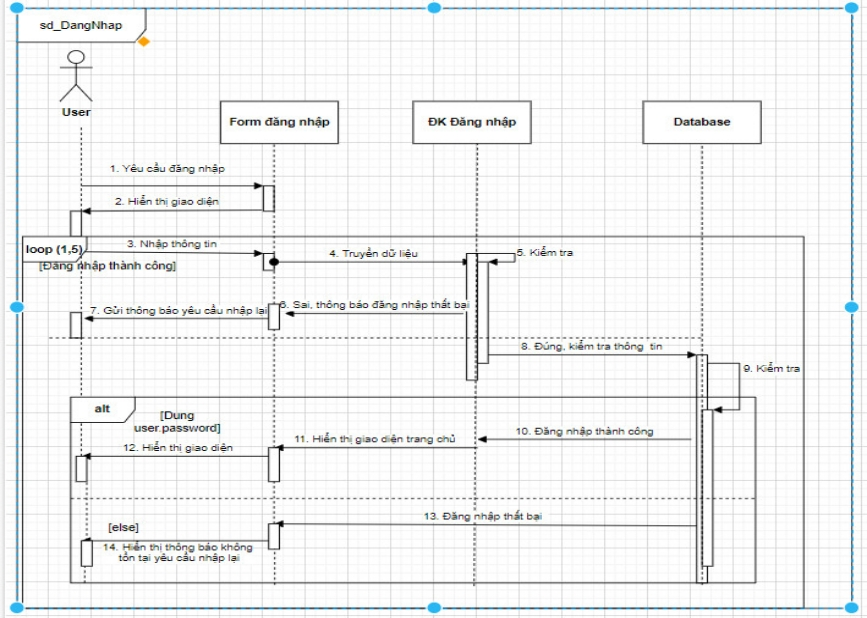 sd_DangNhap
User
Form đăng nhập
ĐK Đăng nhập
Database
1. Yêu cầu đăng nhập
2. Hiển thị giao diện
loop (1,5)
3. Nhập thông tin
[Đăng nhập thành công]
4. Truyền dữ liệu
5. Kiểm tra
6. Sai, thông báo đăng nhập thất bại
7. Gửi thông báo yêu cầu nhập lại
8. Đúng, kiểm tra thông tin
9. Kiểm tra
alt
[Dung
user.password]
10. Đăng nhập thành công
11. Hiển thị giao diện trang chủ
12. Hiển thị giao diện
13. Đăng nhập thất bại
[else]
14. Hiển thị thông báo không
tồn tại yêu cầu nhập lại